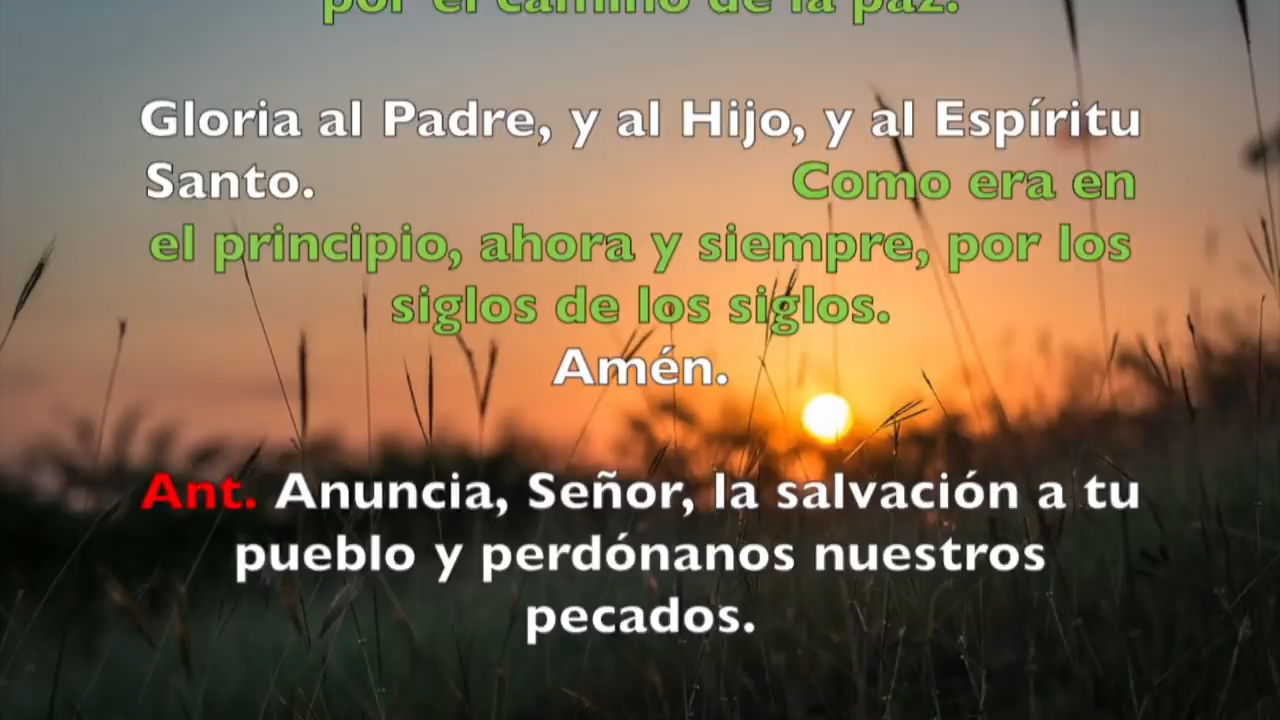 por el camino de la paz.
Gloria al Padre, y al Hijo, y al Espíritu
Santo. Como era en
el principio, ahora y siempre, por los
siglos de los siglos.
Amén.
Ant. Anuncia, Señor, la salvación a tu
pueblo y perdónanos nuestros
pecados.